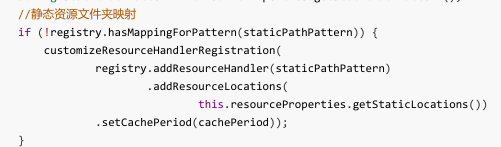 //静态资源文件夹映射
if (!registry.hasMappingForPattern(staticPathPattern)) {
    customizeResourceHandlerRegistration(
            registry.addResourceHandler(staticPathPattern)
                    .addResourceLocations(
                            this.resourceProperties.getStaticLocations())
            .setCachePeriod(cachePeriod));
}